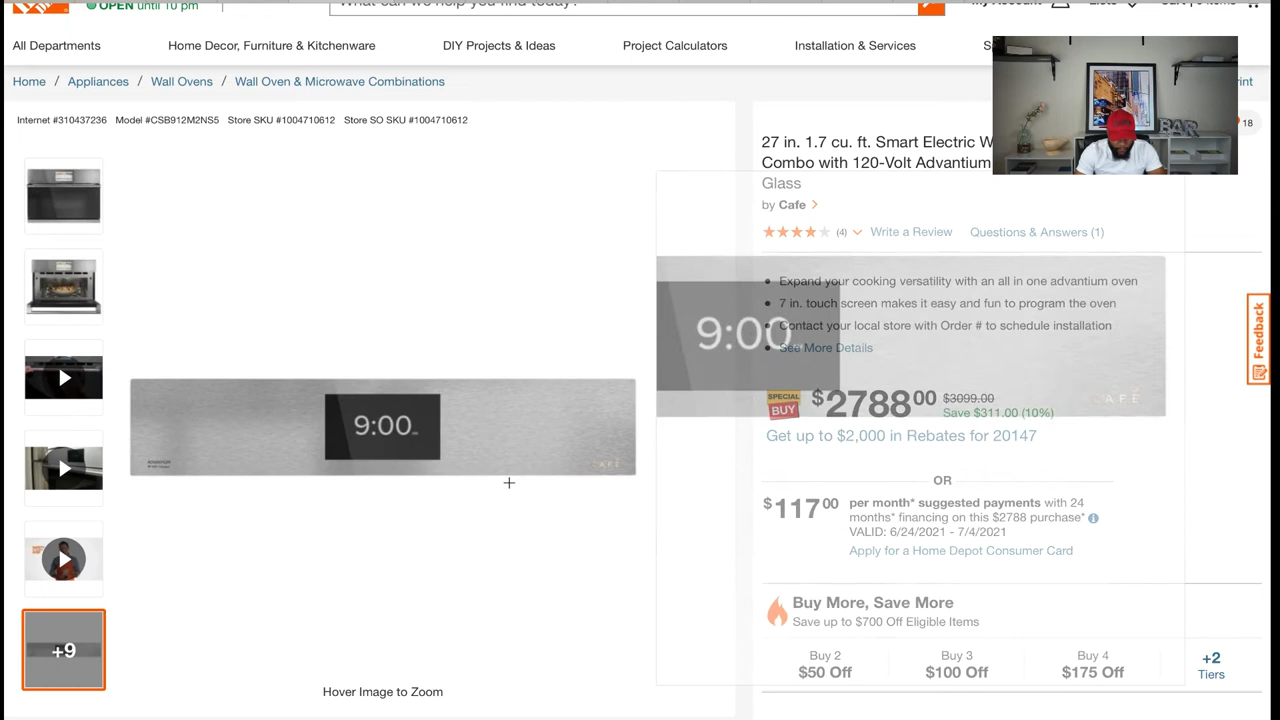 OPEN until 10 pm
What can we help you find today?
My Account
Lists
Cart | 0 items
All Departments
Home Decor, Furniture & Kitchenware
DIY Projects & Ideas
Project Calculators
Installation & Services
Home / Appliances / Wall Ovens / Wall Oven & Microwave Combinations
Internet #310437236 Model #CSB912M2NS5 Store SKU #1004710612 Store SO SKU #1004710612
18
BAR
27 in. 1.7 cu. ft. Smart Electric W
Combo with 120-Volt Advantium
Glass
by Cafe
(4) Write a Review Questions & Answers (1)
Expand your cooking versatility with an all in one advantium oven
7 in. touch screen makes it easy and fun to program the oven
Contact your local store with Order # to schedule installation
See More Details
9:00
9:00
CAFE
CAFE
Feedback
SPECIAL
BUY
$2788 00
$3099.00
Save $311.00 (10%)
Get up to $2,000 in Rebates for 20147
OR
$117 00
per month* suggested payments with 24
months* financing on this $2788 purchase*
VALID: 6/24/2021 - 7/4/2021
Apply for a Home Depot Consumer Card
Buy More, Save More
Save up to $700 Off Eligible Items
Buy 2
$50 Off
Buy 3
$100 Off
Buy 4
$175 Off
+2
Tiers
+9
Hover Image to Zoom